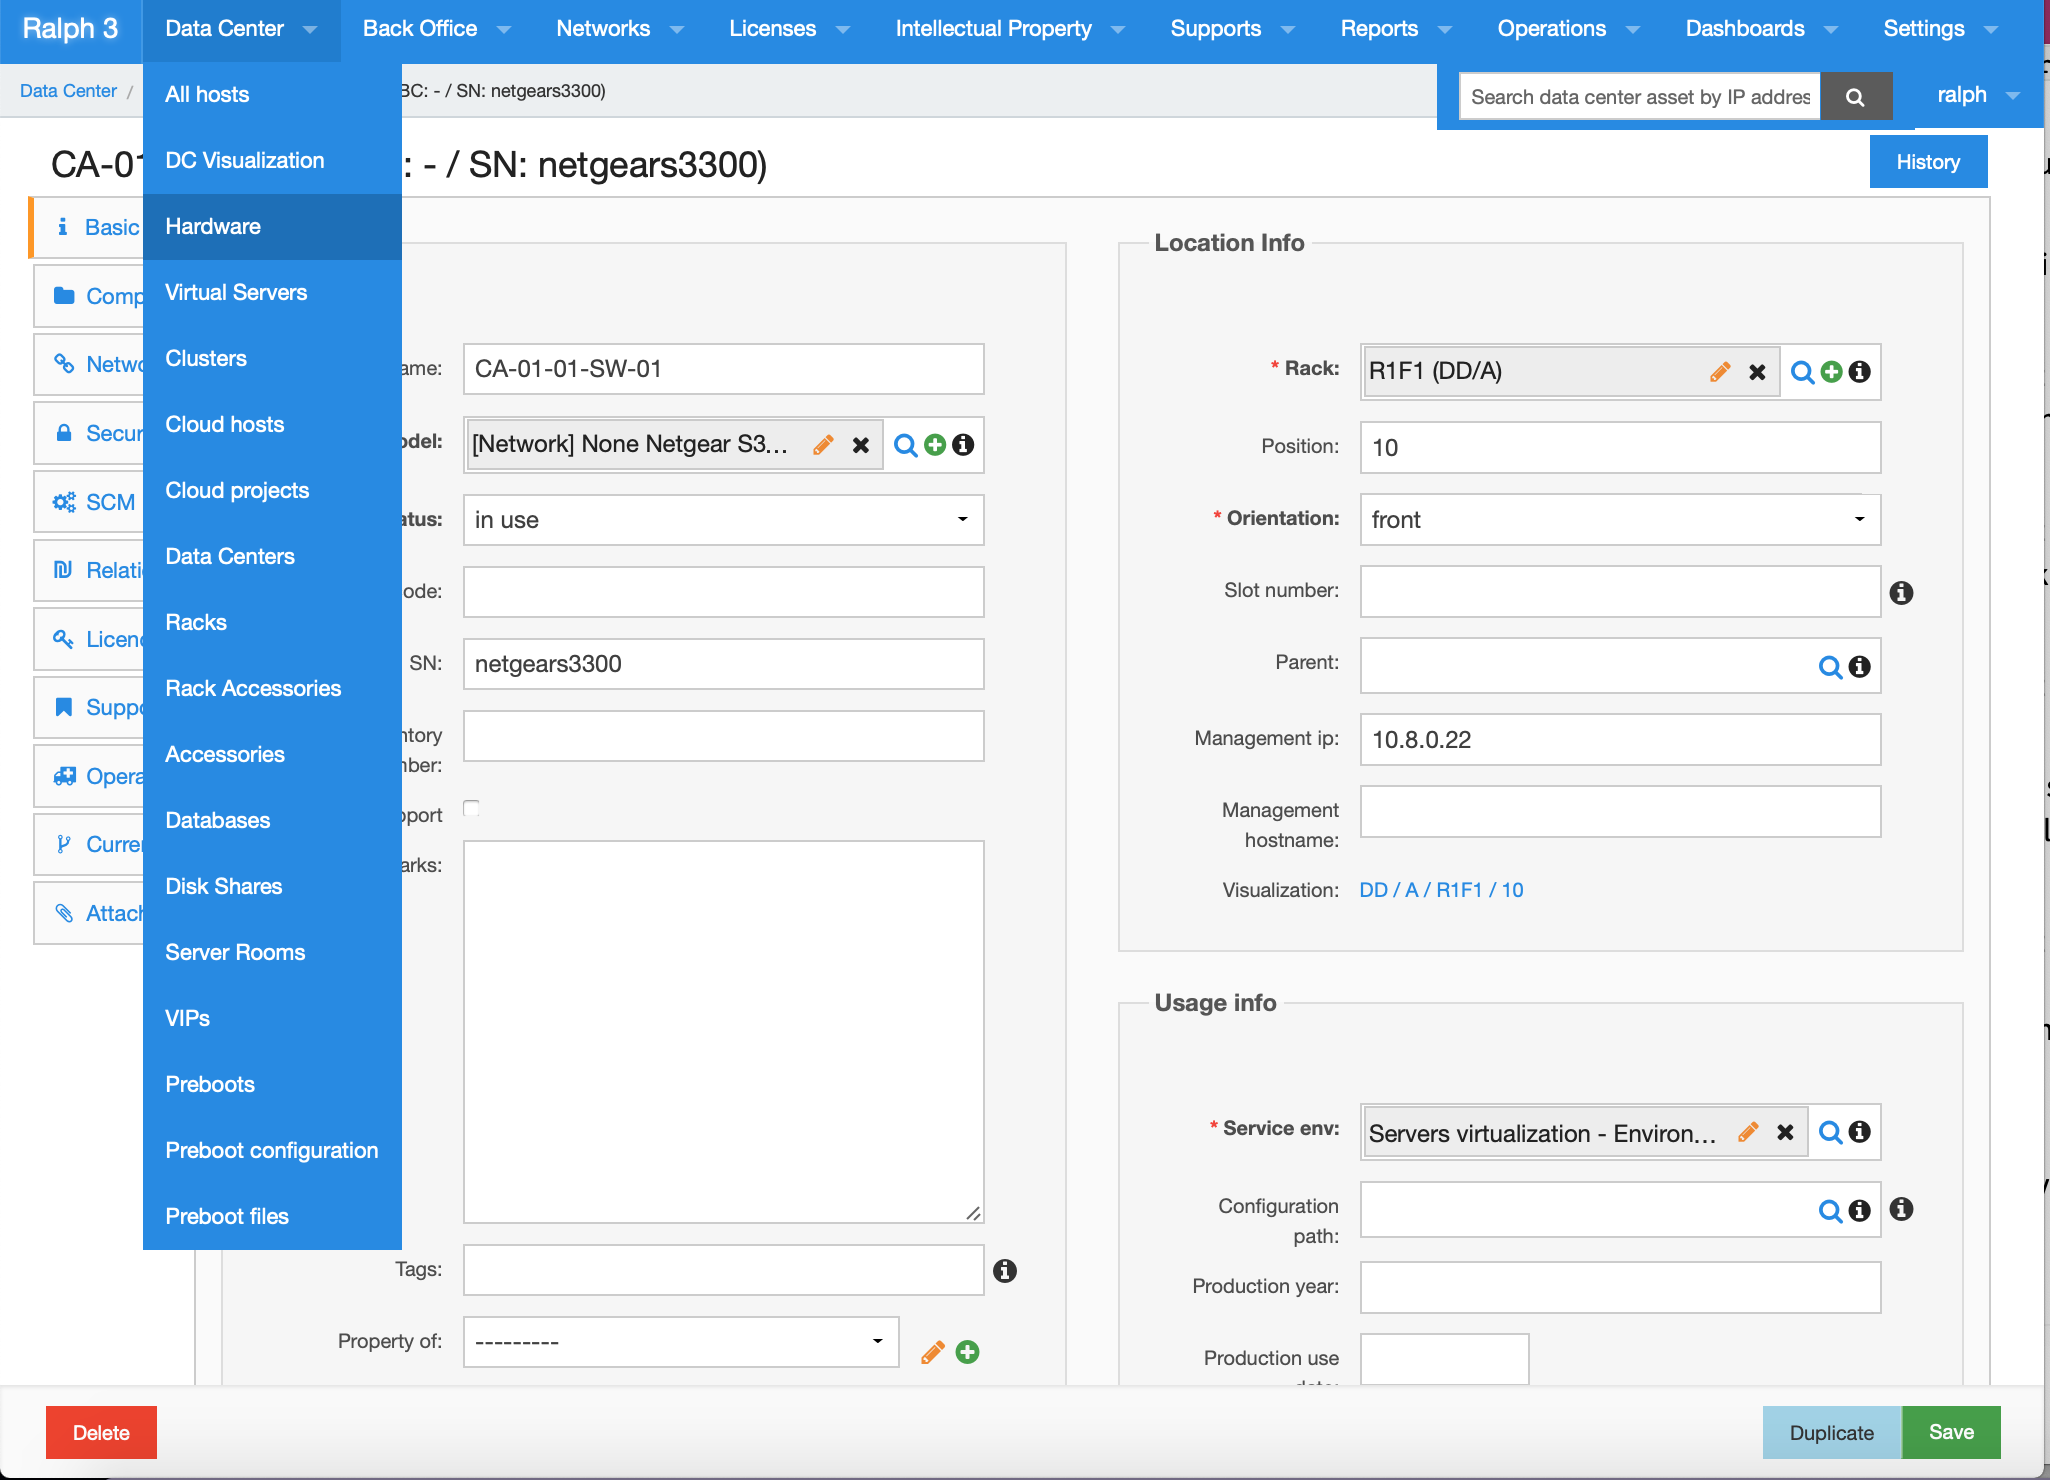 Ralph 3 Data Center Back Office Networks Licenses Intellectual Property Supports Reports Operations Dashboards Settings
Data Center / BC: - / SN: netgears3300)
Search data center asset by IP addres ralph
CA-01 : - / SN: netgears3300)
History
All hosts
DC Visualization
Hardware
Virtual Servers
Clusters
Cloud hosts
Cloud projects
Data Centers
Racks
Rack Accessories
Accessories
Databases
Disk Shares
Server Rooms
VIPs
Preboots
Preboot configuration
Preboot files
Basic
Comp
Netwo
Secur
SCM
Relati
Licenc
Suppo
Opera
Curren
Attach
ame: CA-01-01-SW-01
odel: [Network] None Netgear S3...
atus: in use
ode:
SN: netgears3300
ntory
nber:
pport
arks:
Tags:
Property of: ---------
Location Info
* Rack: R1F1 (DD/A)
Position: 10
* Orientation: front
Slot number:
Parent:
Management ip: 10.8.0.22
Management
hostname:
Visualization: DD / A / R1F1 / 10
Usage info
* Service env: Servers virtualization - Environ...
Configuration
path:
Production year:
Production use
Delete
Duplicate
Save